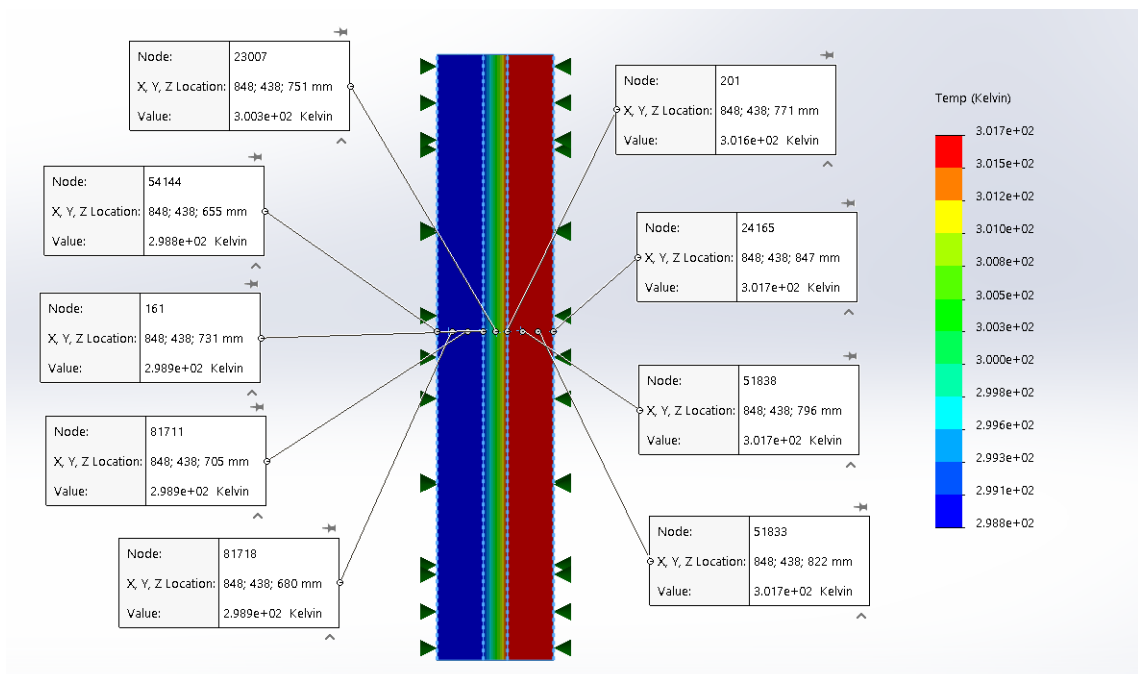 Node: 23007
X, Y, Z Location: 848; 438; 751 mm
Value: 3.003e+02 Kelvin
Node: 54144
X, Y, Z Location: 848; 438; 655 mm
Value: 2.988e+02 Kelvin
Node: 161
X, Y, Z Location: 848; 438; 731 mm
Value: 2.989e+02 Kelvin
Node: 81711
X, Y, Z Location: 848; 438; 705 mm
Value: 2.989e+02 Kelvin
Node: 81718
X, Y, Z Location: 848; 438; 680 mm
Value: 2.989e+02 Kelvin
Node: 201
X, Y, Z Location: 848; 438; 771 mm
Value: 3.016e+02 Kelvin
Node: 24165
X, Y, Z Location: 848; 438; 847 mm
Value: 3.017e+02 Kelvin
Node: 51838
X, Y, Z Location: 848; 438; 796 mm
Value: 3.017e+02 Kelvin
Node: 51833
X, Y, Z Location: 848; 438; 822 mm
Value: 3.017e+02 Kelvin
Temp (Kelvin)
3.017e+02
3.015e+02
3.012e+02
3.010e+02
3.008e+02
3.005e+02
3.003e+02
3.000e+02
2.998e+02
2.996e+02
2.993e+02
2.991e+02
2.988e+02